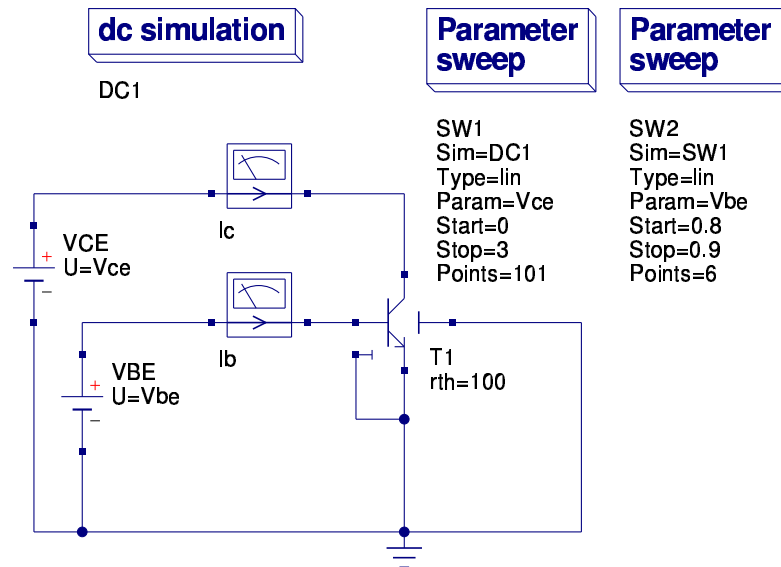 dc simulation
DC1
Parameter
sweep
SW1
Sim=DC1
Type=lin
Param=Vce
Start=0
Stop=3
Points=101
Parameter
sweep
SW2
Sim=SW1
Type=lin
Param=Vbe
Start=0.8
Stop=0.9
Points=6
Ic
VCE
U=Vce
+
−
Ib
VBE
U=Vbe
+
−
T1
rth=100